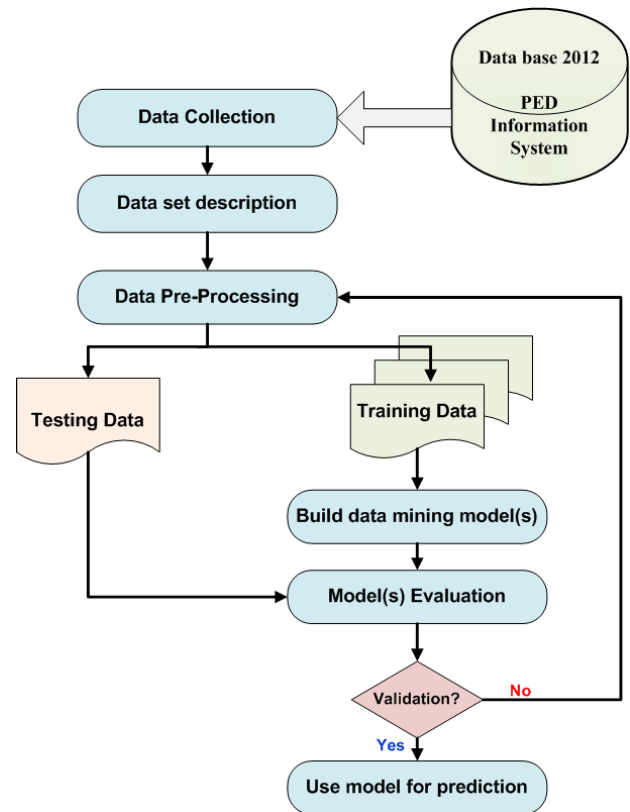 Data base 2012
PED
Information
System
Data Collection
Data set description
Data Pre-Processing
Testing Data
Training Data
Build data mining model(s)
Model(s) Evaluation
Validation?
No
Yes
Use model for prediction